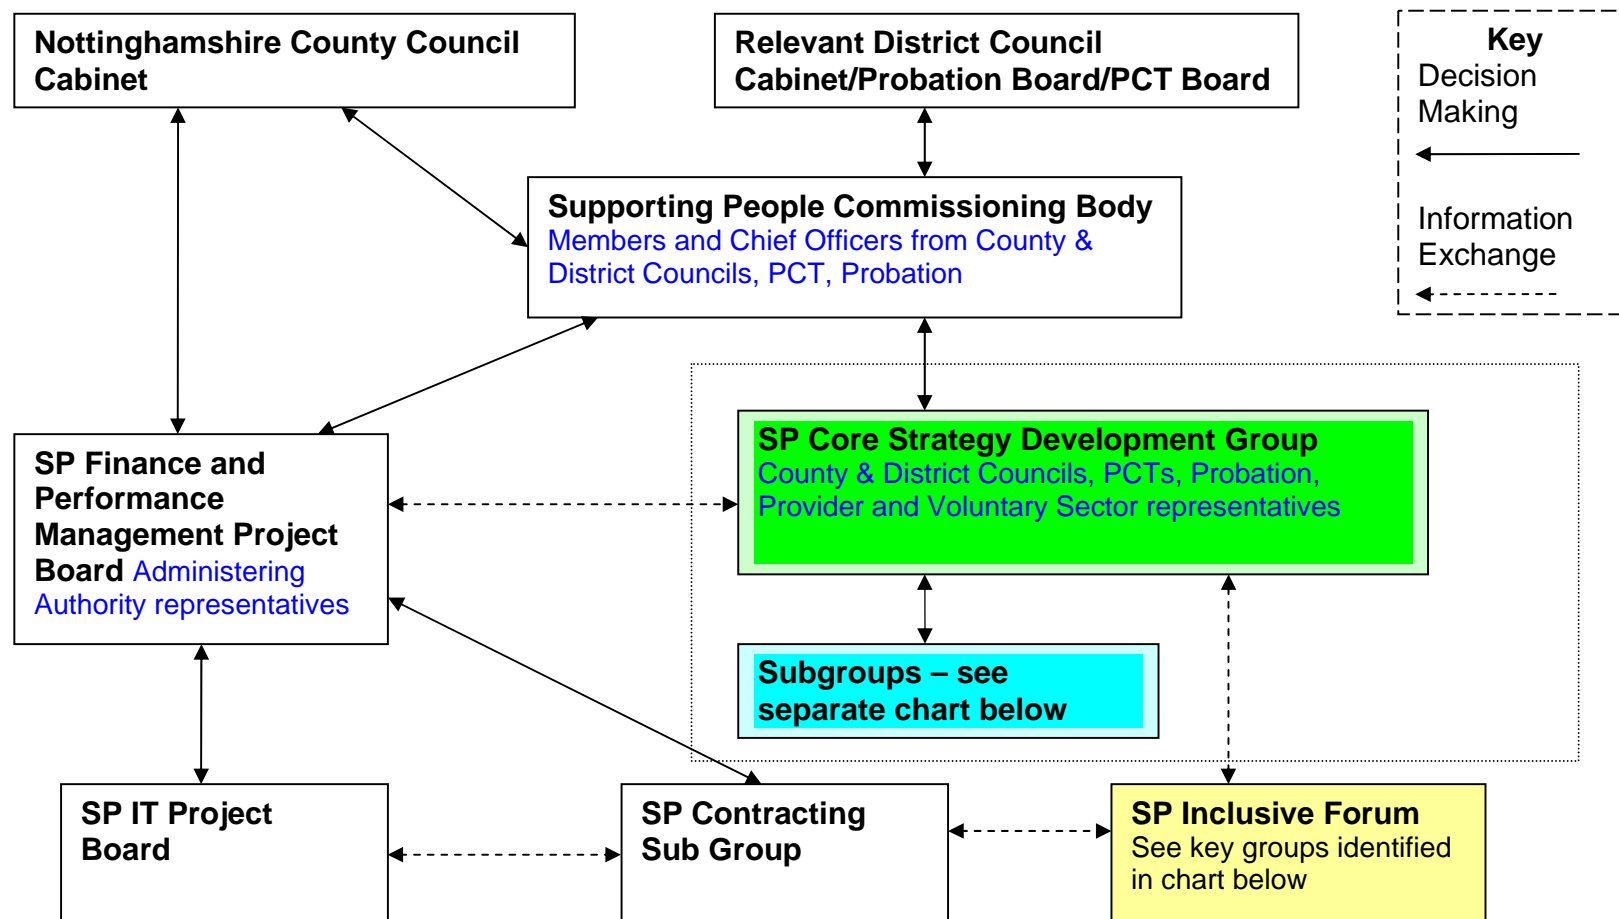 Nottinghamshire County Council
Cabinet
Relevant District Council
Cabinet/Probation Board/PCT Board
Key
Decision
Making
Information
Exchange
Supporting People Commissioning Body
Members and Chief Officers from County &
District Councils, PCT, Probation
SP Finance and
Performance
Management Project
Board Administering
Authority representatives
SP Core Strategy Development Group
County & District Councils, PCTs, Probation,
Provider and Voluntary Sector representatives
Subgroups – see
separate chart below
SP IT Project
Board
SP Contracting
Sub Group
SP Inclusive Forum
See key groups identified
in chart below